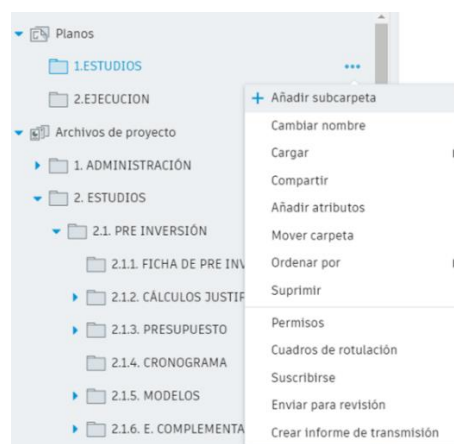 Planos
1.ESTUDIOS
2.EJECUCION
Archivos de proyecto
1. ADMINISTRACIÓN
2. ESTUDIOS
2.1. PRE INVERSIÓN
2.1.1. FICHA DE PRE INV
2.1.2. CÁLCULOS JUSTIF
2.1.3. PRESUPUESTO
2.1.4. CRONOGRAMA
2.1.5. MODELOS
2.1.6. E. COMPLEMENTA
Añadir subcarpeta
Cambiar nombre
Cargar
Compartir
Añadir atributos
Mover carpeta
Ordenar por
Suprimir
Permisos
Cuadros de rotulación
Suscribirse
Enviar para revisión
Crear informe de transmisión